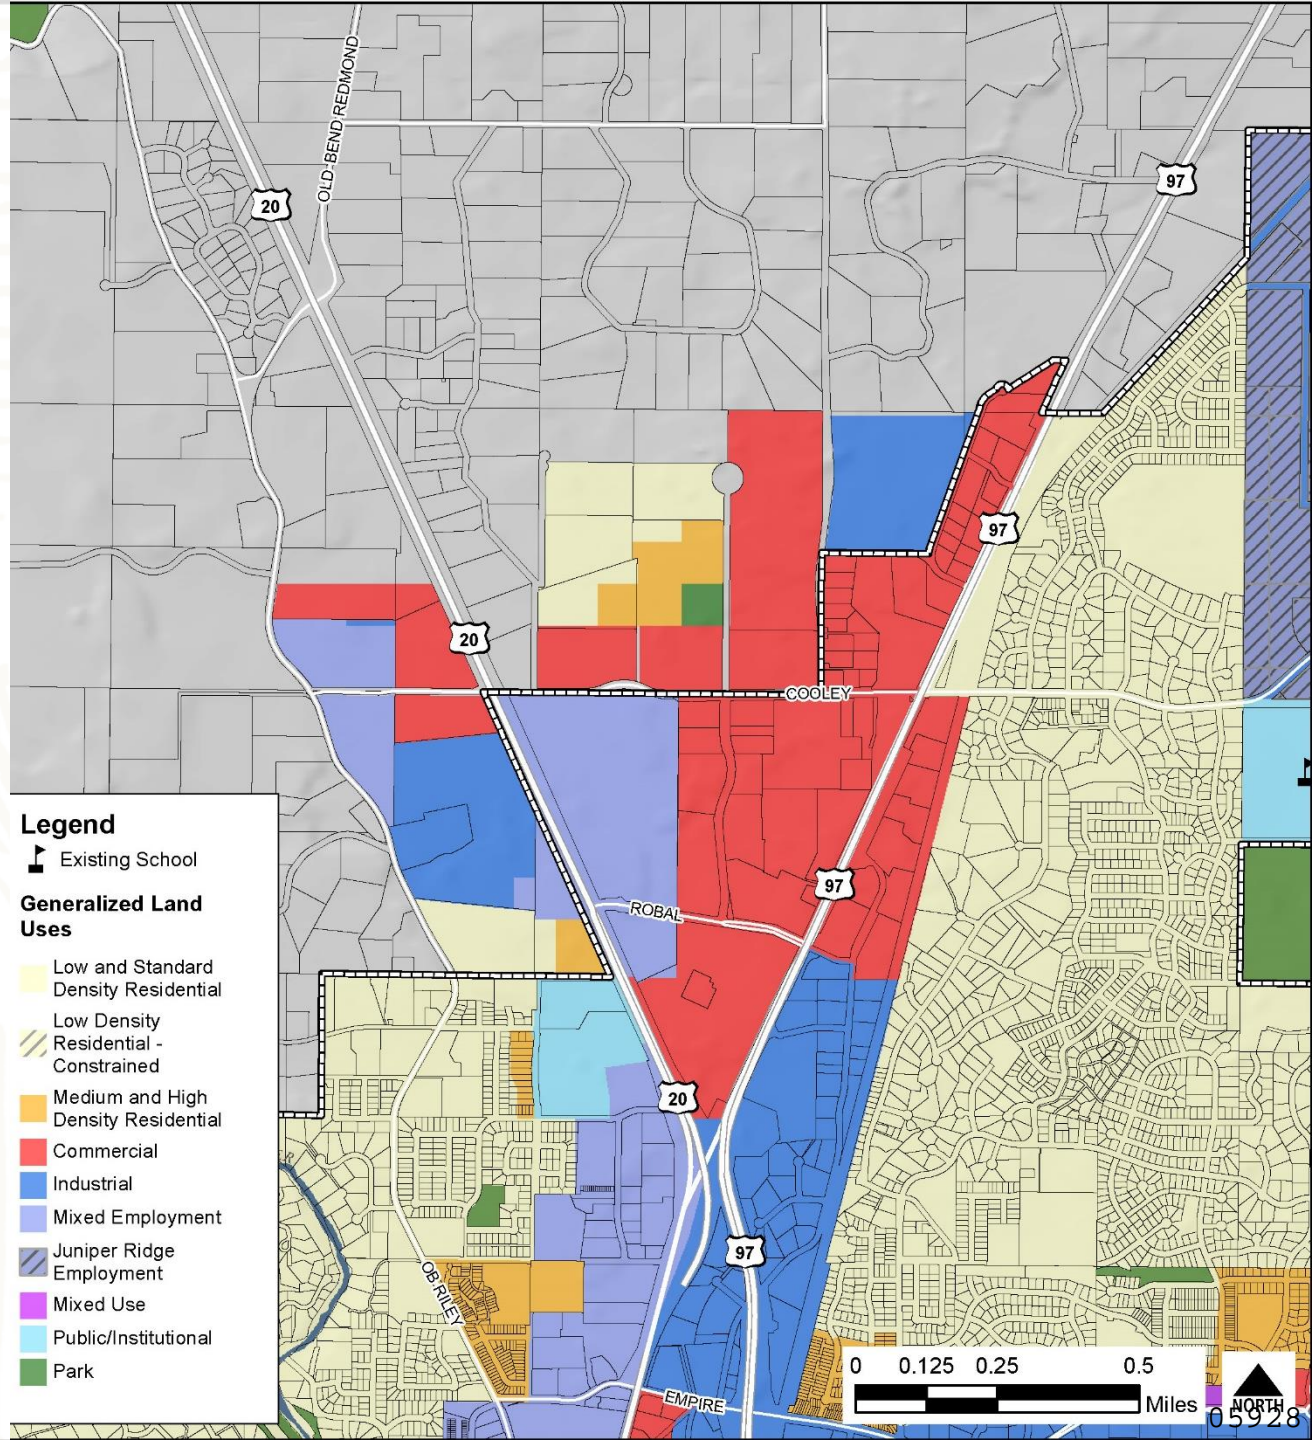 OLD-BEND-REDMOND
20
97
97
20
COOLEY
97
ROBAL
20
97
OB RILEY
EMPIRE
Legend
Existing School
Generalized Land
Uses
Low and Standard
Density Residential
Low Density
Residential -
Constrained
Medium and High
Density Residential
Commercial
Industrial
Mixed Employment
Juniper Ridge
Employment
Mixed Use
Public/Institutional
Park
0 0.125 0.25 0.5
Miles
NORTH
05928